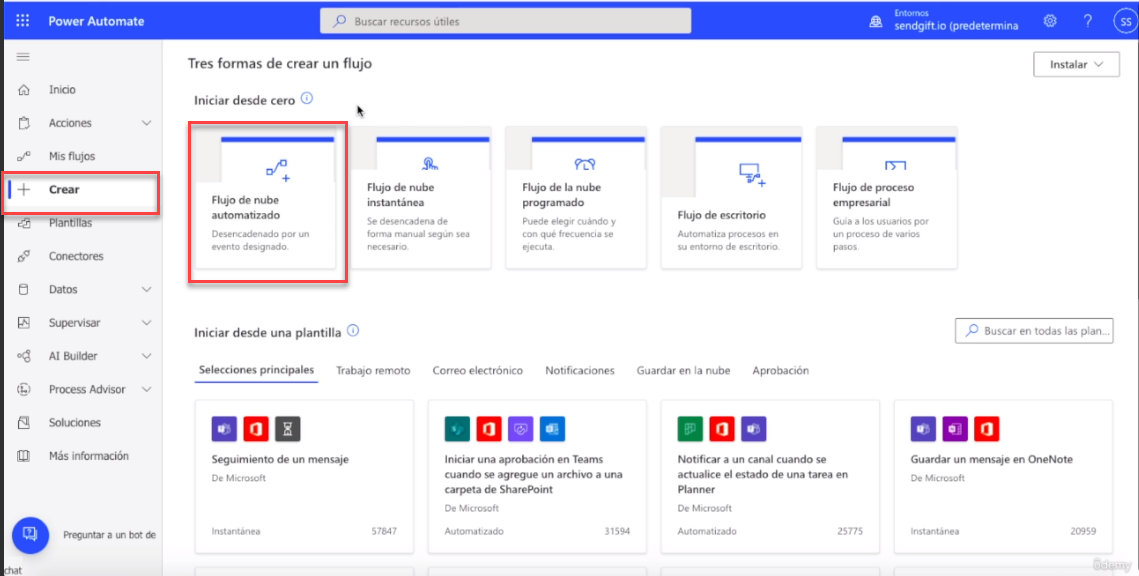 Power Automate
Buscar recursos útiles
Entornos
sendgift.io (predetermina
?
SS
Inicio
Acciones
Mis flujos
Crear
Plantillas
Conectores
Datos
Supervisar
AI Builder
Process Advisor
Soluciones
Más información
Preguntar a un bot de
chat
Tres formas de crear un flujo
Instalar
Iniciar desde cero
Flujo de nube
automatizado
Desencadenado por un
evento designado.
Flujo de nube
instantánea
Se desencadena de
forma manual según sea
necesario.
Flujo de la nube
programado
Puede elegir cuándo y
con qué frecuencia se
ejecuta.
Flujo de escritorio
Automatiza procesos en
su entorno de escritorio.
Flujo de proceso
empresarial
Guía a los usuarios por
un proceso de varios
pasos.
Iniciar desde una plantilla
Buscar en todas las plan...
Selecciones principales
Trabajo remoto
Correo electrónico
Notificaciones
Guardar en la nube
Aprobación
Seguimiento de un mensaje
De Microsoft
Instantánea
57847
Iniciar una aprobación en Teams
cuando se agregue un archivo a una
carpeta de SharePoint
De Microsoft
Automatizado
31594
Notificar a un canal cuando se
actualice el estado de una tarea en
Planner
De Microsoft
Automatizado
25775
Guardar un mensaje en OneNote
De Microsoft
Instantánea
20959
ûdemy